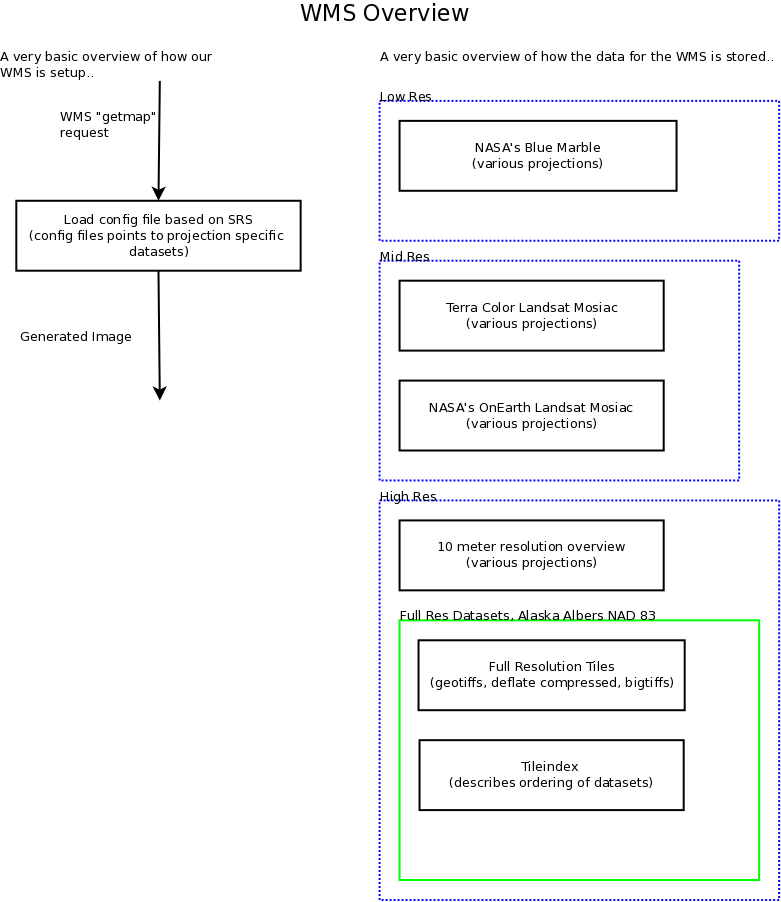 WMS Overview
A very basic overview of how our
WMS is setup..
WMS "getmap"
request
Load config file based on SRS
(config files points to projection specific
datasets)
Generated Image
A very basic overview of how the data for the WMS is stored..
Low Res
NASA's Blue Marble
(various projections)
Mid Res
Terra Color Landsat Mosiac
(various projections)
NASA's OnEarth Landsat Mosiac
(various projections)
High Res
10 meter resolution overview
(various projections)
Full Res Datasets, Alaska Albers NAD 83
Full Resolution Tiles
(geotiffs, deflate compressed, bigtiffs)
Tileindex
(describes ordering of datasets)